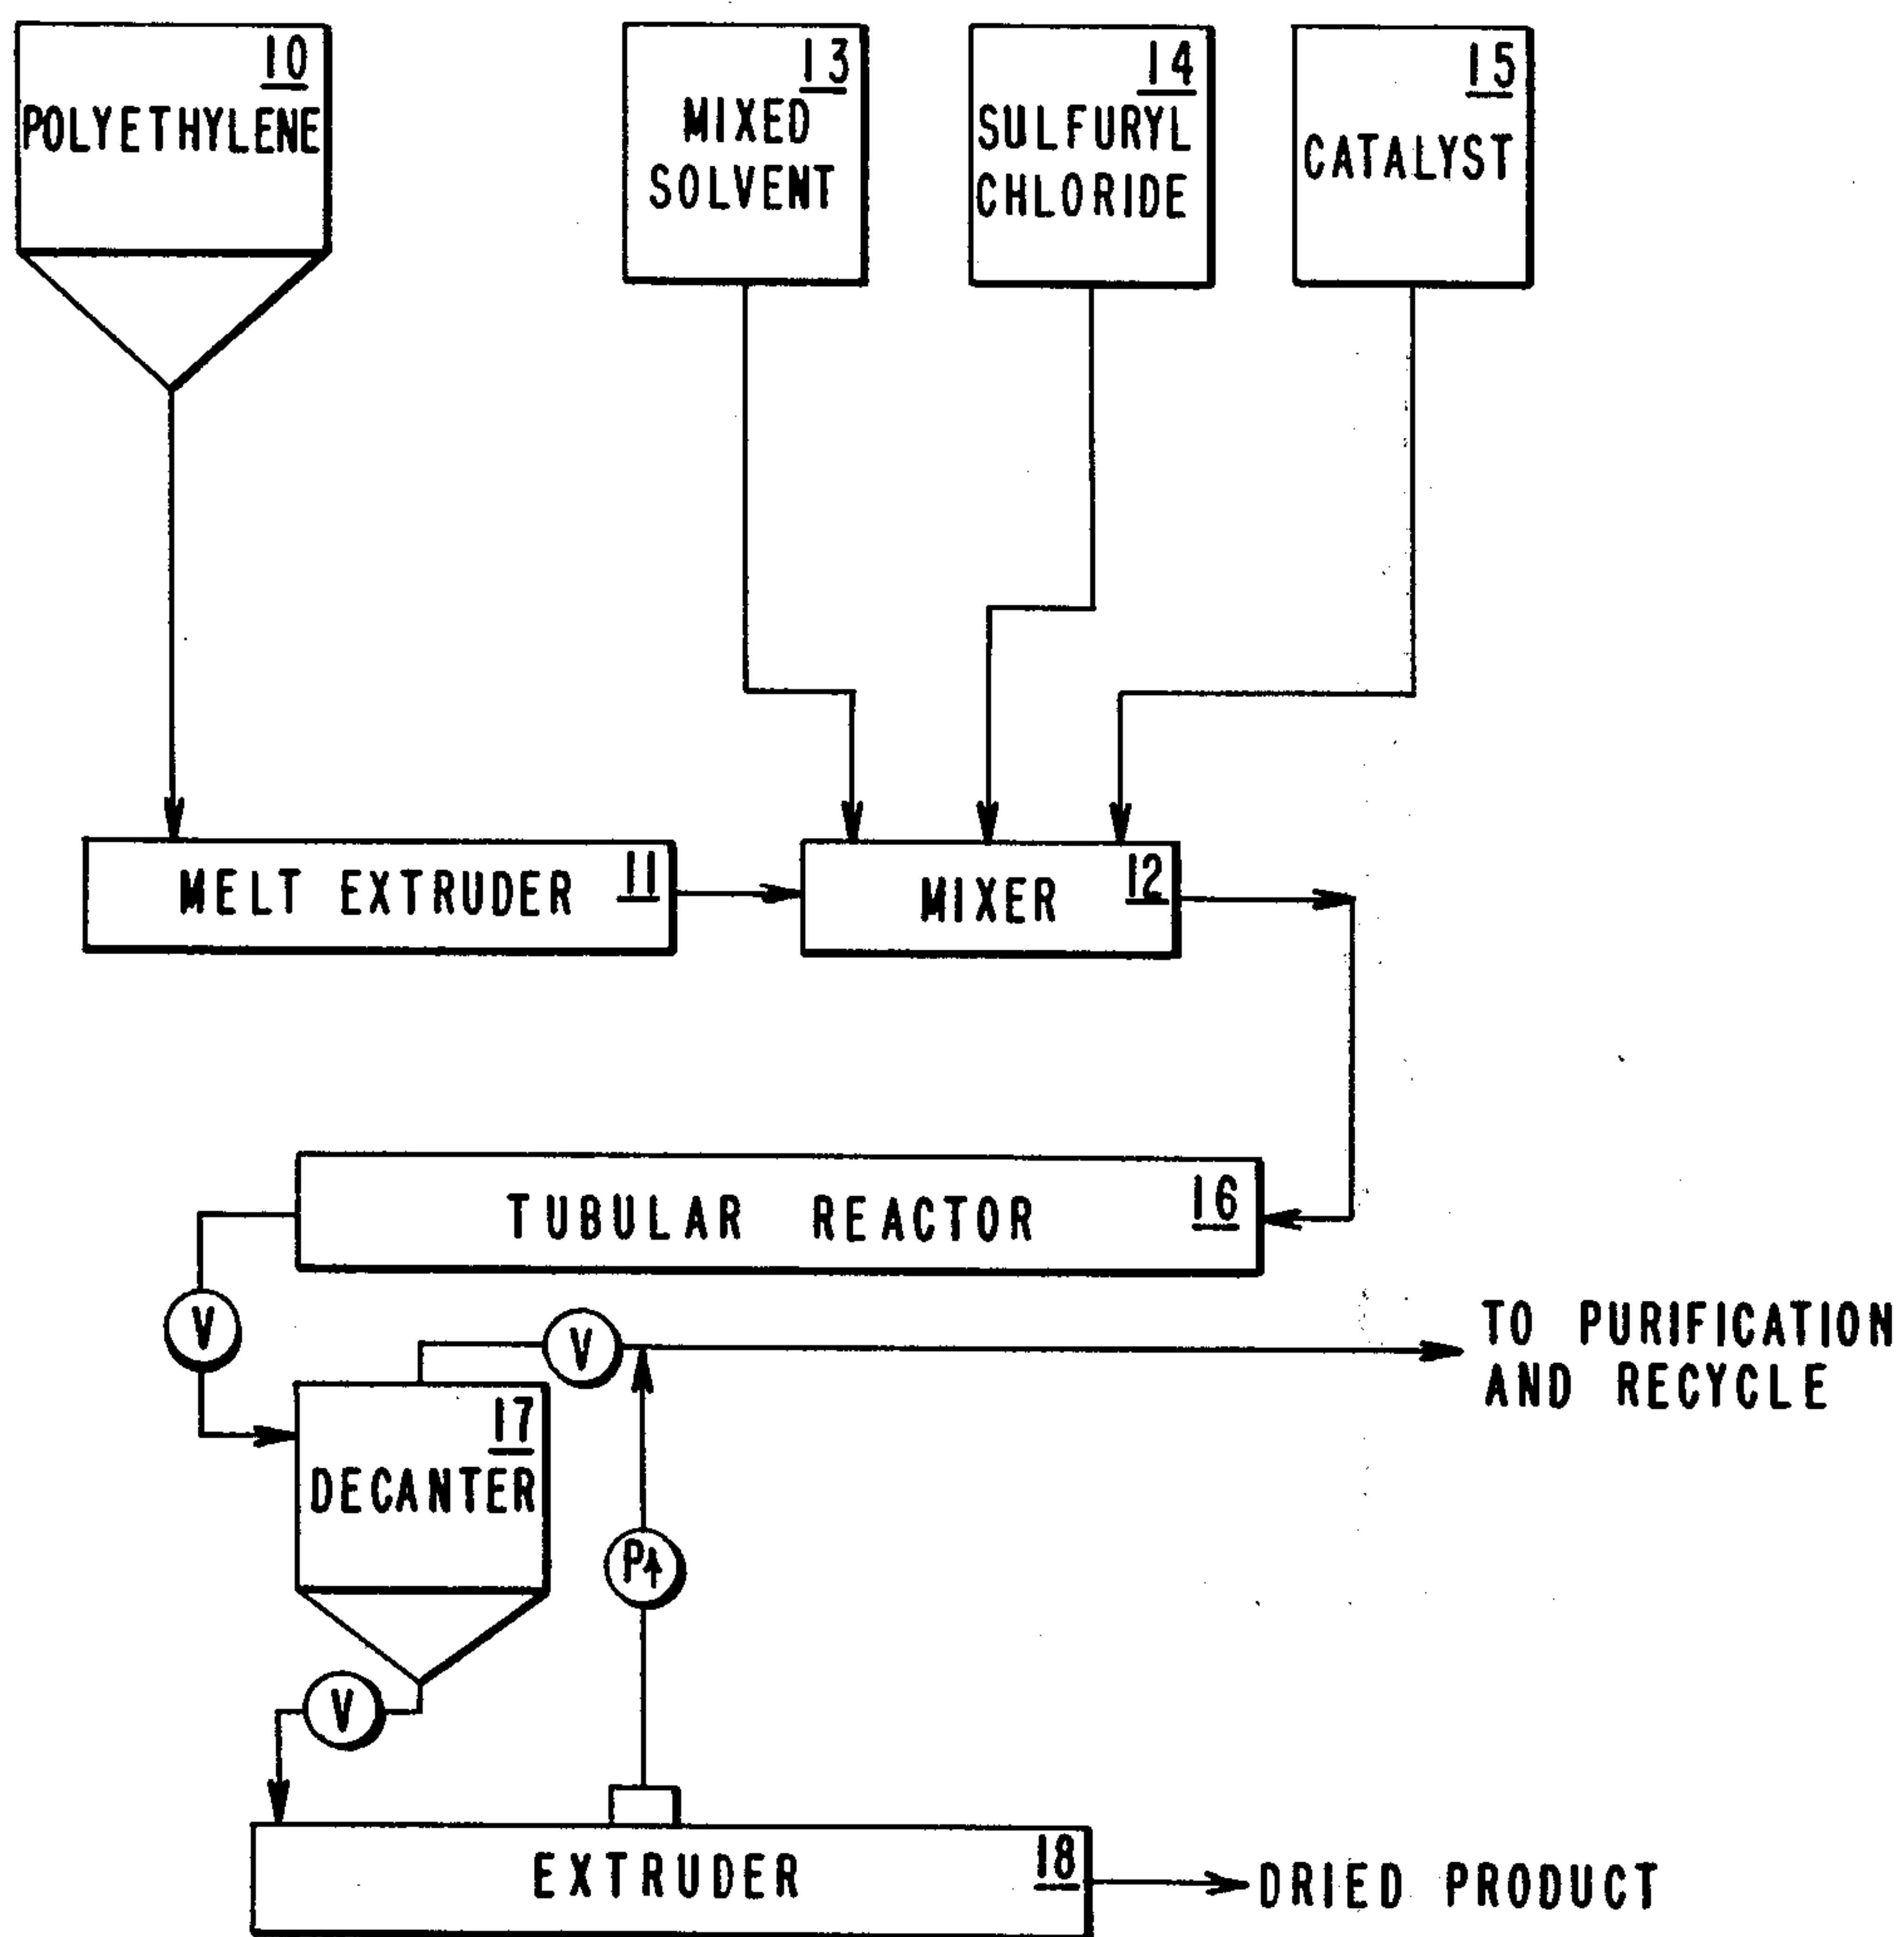 10
POLYETHYLENE
13
MIXED
SOLVENT
14
SULFURYL
CHLORIDE
15
CATALYST
MELT EXTRUDER 11
MIXER 12
TUBULAR REACTOR 16
V
V
TO PURIFICATION
AND RECYCLE
17
DECANTER
P↑
V
EXTRUDER 18
DRIED PRODUCT